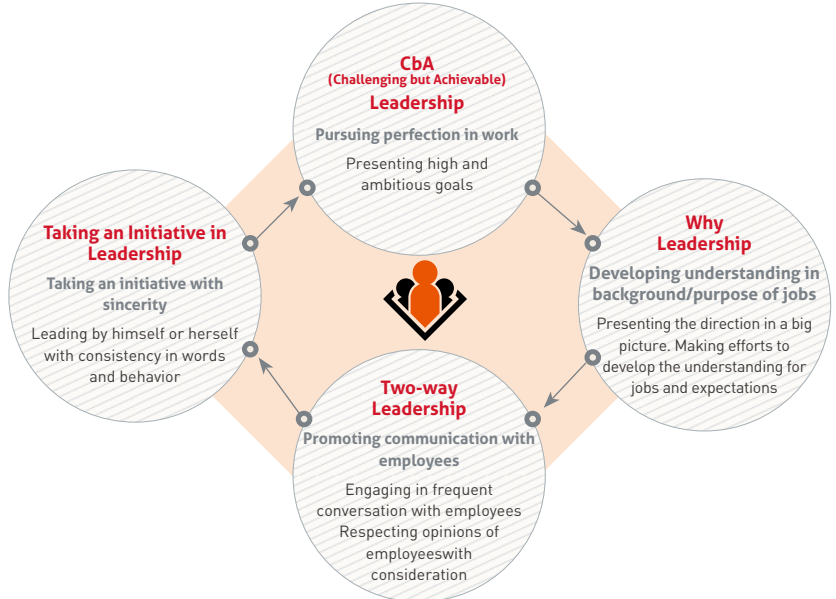 CbA
(Challenging but Achievable)
Leadership
Pursuing perfection in work
Presenting high and
ambitious goals
Taking an Initiative in
Leadership
Taking an initiative with
sincerity
Leading by himself or herself
with consistency in words
and behavior
Why
Leadership
Developing understanding in
background/purpose of jobs
Presenting the direction in a big
picture. Making efforts to
develop the understanding for
jobs and expectations
Two-way
Leadership
Promoting communication with
employees
Engaging in frequent
conversation with employees
Respecting opinions of
employeeswith
consideration